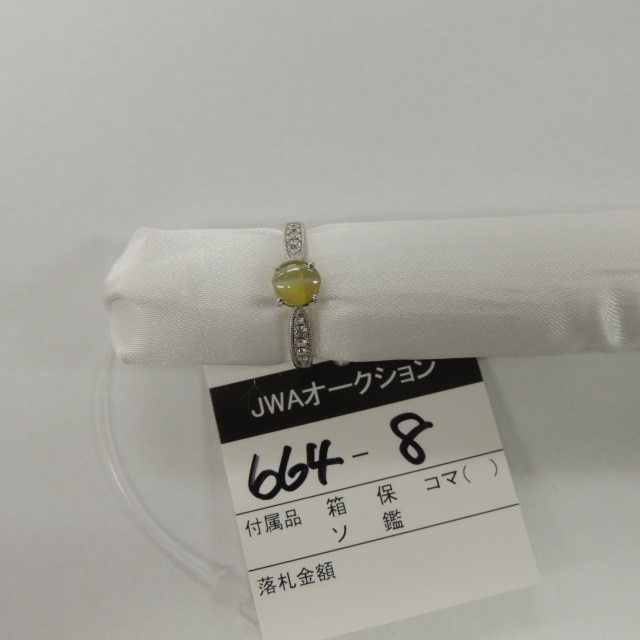 JWAオークション
664-8
付属品 箱 保 コマ( )
ソ 鑑
落札金額